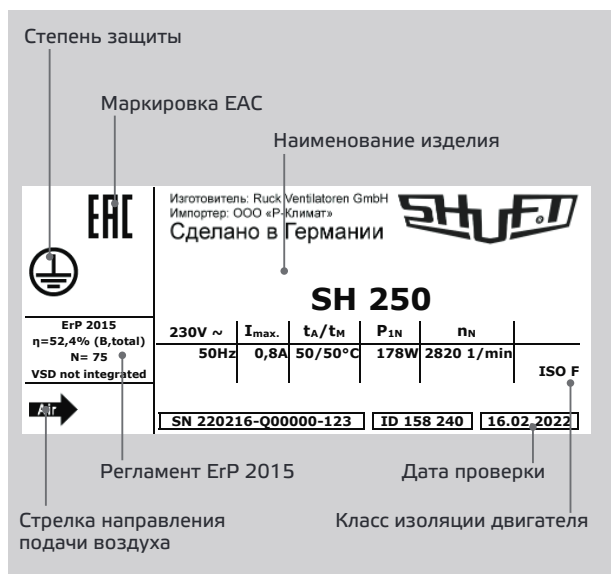 Степень защиты
Маркировка EAC
Наименование изделия
EAC
Изготовитель: Ruck Ventilatoren GmbH
Импортер: ООО «Р-Климат»
Сделано в Германии
SHUFT
SH 250
ErP 2015
η=52,4% (B,total)
N= 75
VSD not integrated
230V ~ Imax. tA/tM P1N nN
50Hz 0,8A 50/50°C 178W 2820 1/min
ISO F
Air
SN 220216-Q00000-123 ID 158 240 16.02.2022
Регламент ErP 2015
Дата проверки
Стрелка направления
подачи воздуха
Класс изоляции двигателя